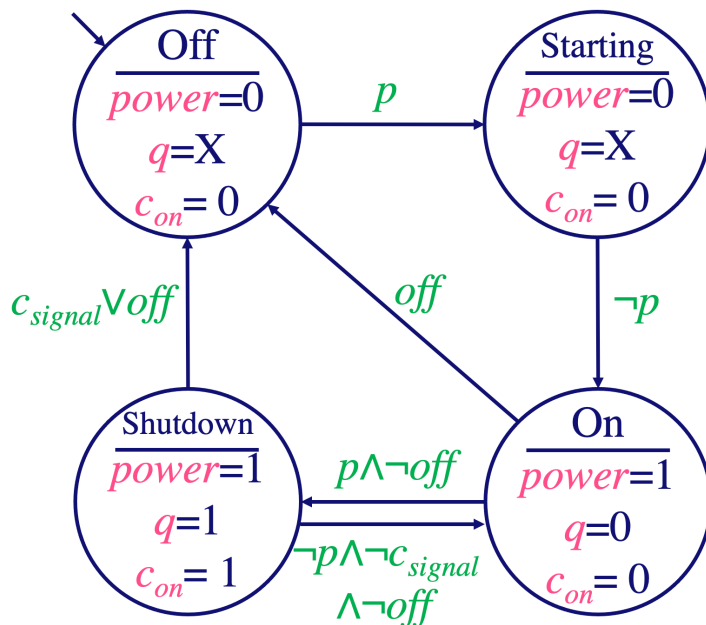 Off
power=0
q=X
c_on= 0
p
Starting
power=0
q=X
c_on= 0
c_signal∨off
off
¬p
Shutdown
power=1
q=1
c_on= 1
p∧¬off
¬p∧¬c_signal
∧¬off
On
power=1
q=0
c_on= 0